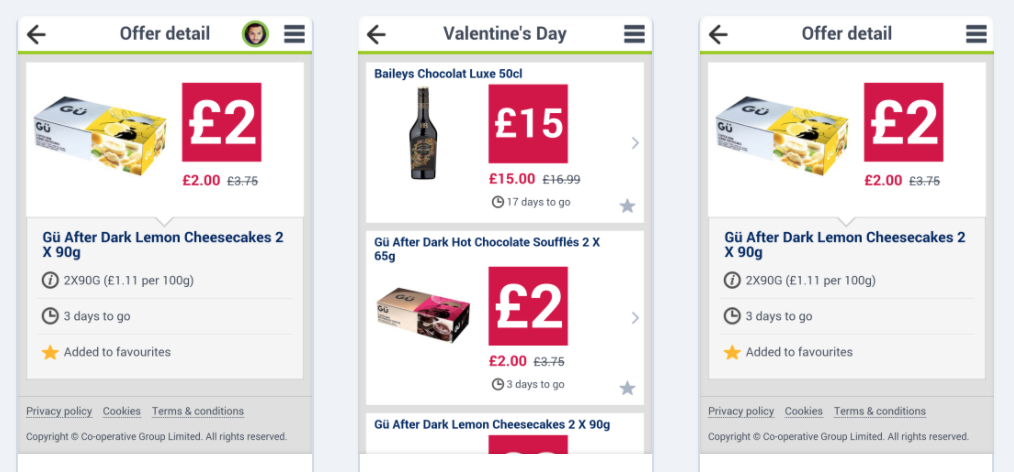 Offer detail
GÜ
GÜ
£2
£2.00 £3.75
Gü After Dark Lemon Cheesecakes 2
X 90g
2X90G (£1.11 per 100g)
3 days to go
Added to favourites
Privacy policy Cookies Terms & conditions
Copyright © Co-operative Group Limited. All rights reserved.
Valentine's Day
Baileys Chocolat Luxe 50cl
£15
£15.00 £16.99
17 days to go
Gü After Dark Hot Chocolate Soufflés 2 X
65g
GÜ
GÜ
£2
£2.00 £3.75
3 days to go
Gü After Dark Lemon Cheesecakes 2 X 90g
Offer detail
GÜ
GÜ
£2
£2.00 £3.75
Gü After Dark Lemon Cheesecakes 2
X 90g
2X90G (£1.11 per 100g)
3 days to go
Added to favourites
Privacy policy Cookies Terms & conditions
Copyright © Co-operative Group Limited. All rights reserved.